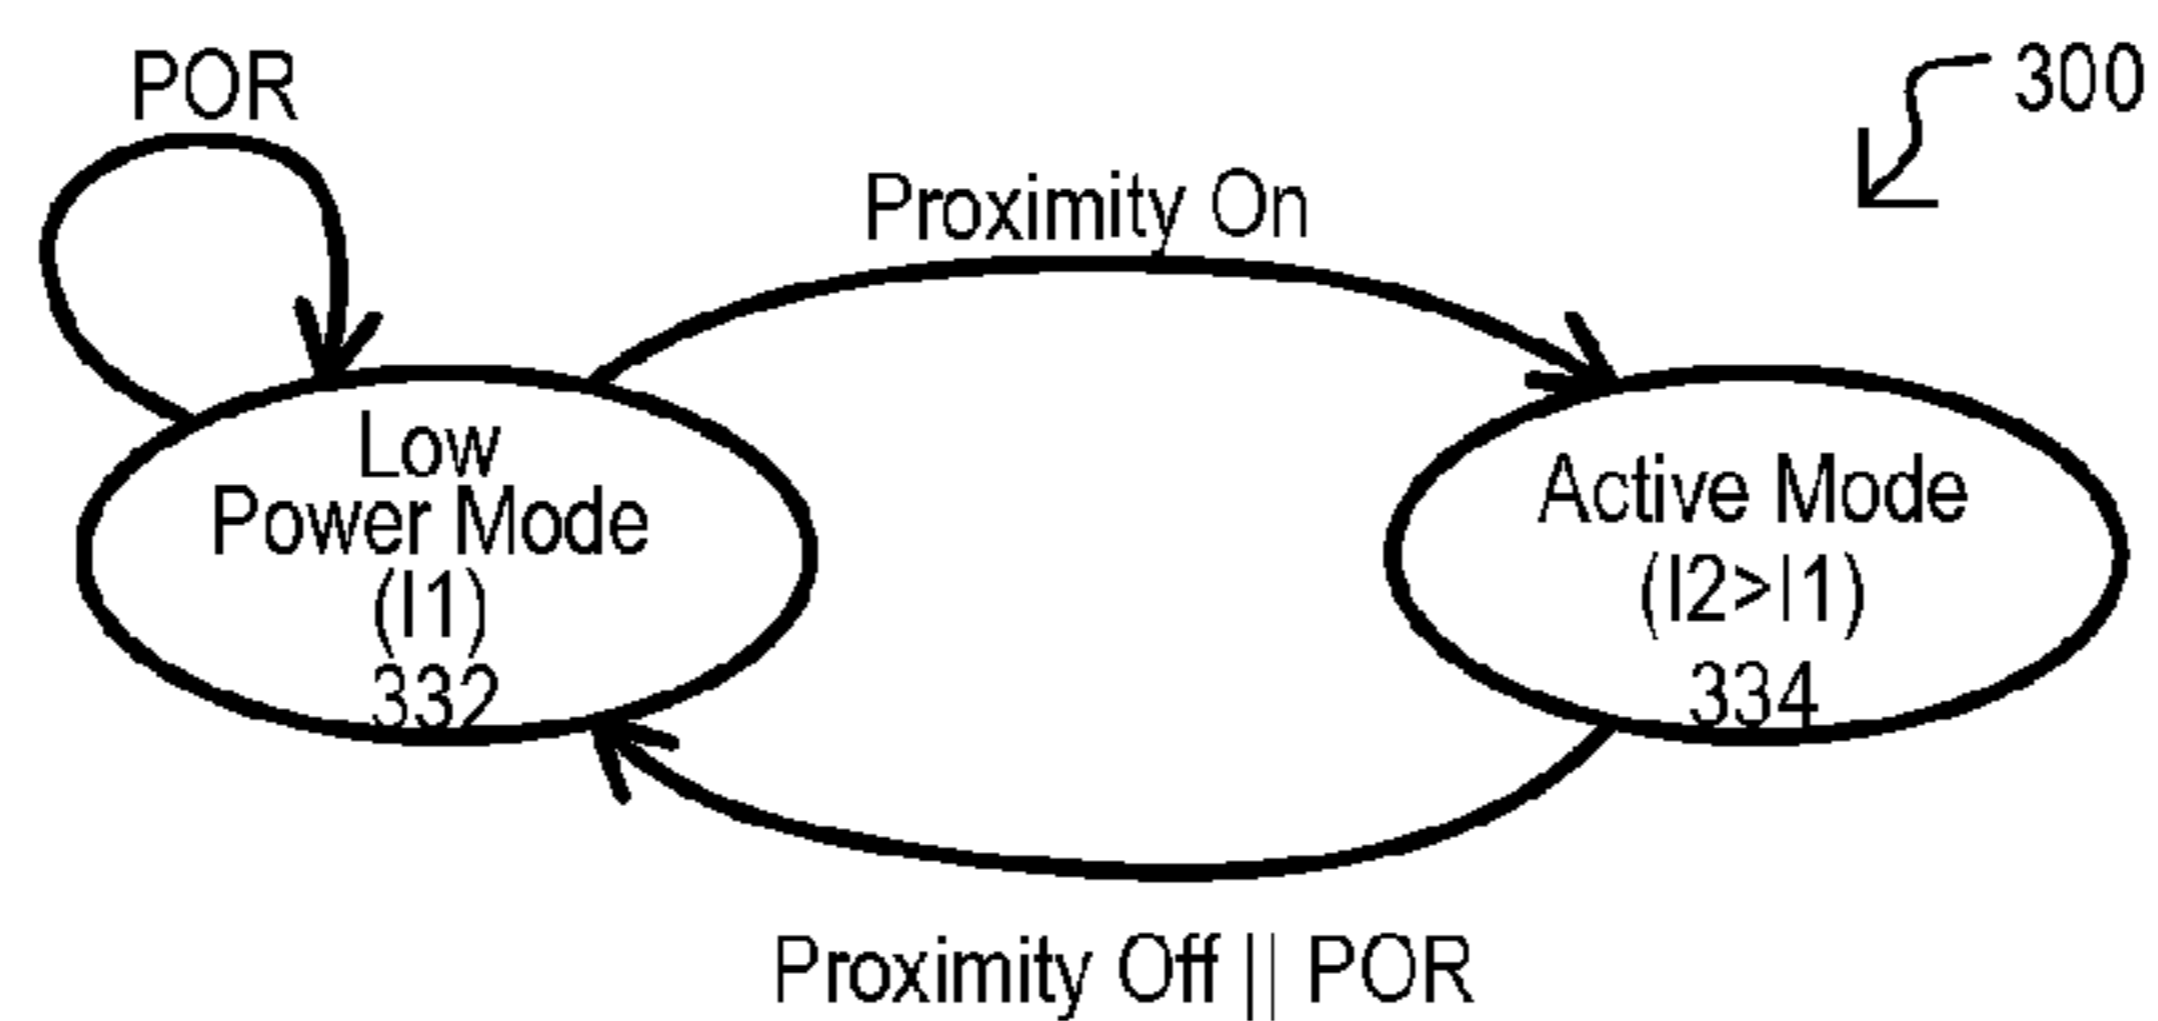 POR
300
Proximity On
Low
Power Mode
(I1)
332
Active Mode
(I2>I1)
334
Proximity Off || POR